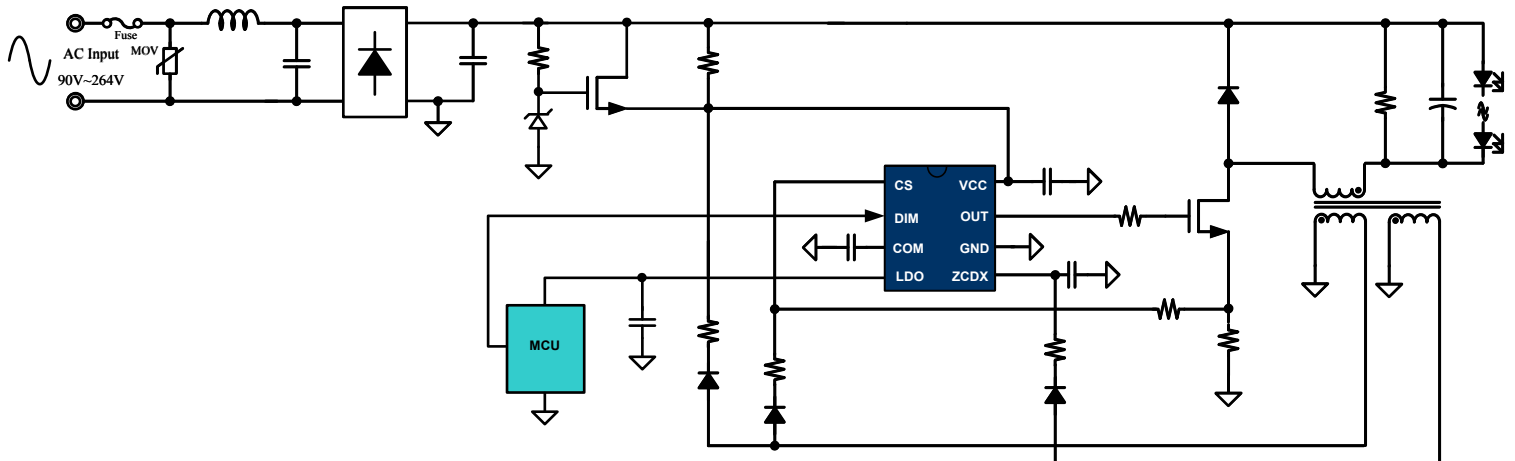 Fuse
AC Input
MOV
90V~264V
CS
VCC
DIM
OUT
COM
GND
LDO
ZCDX
MCU